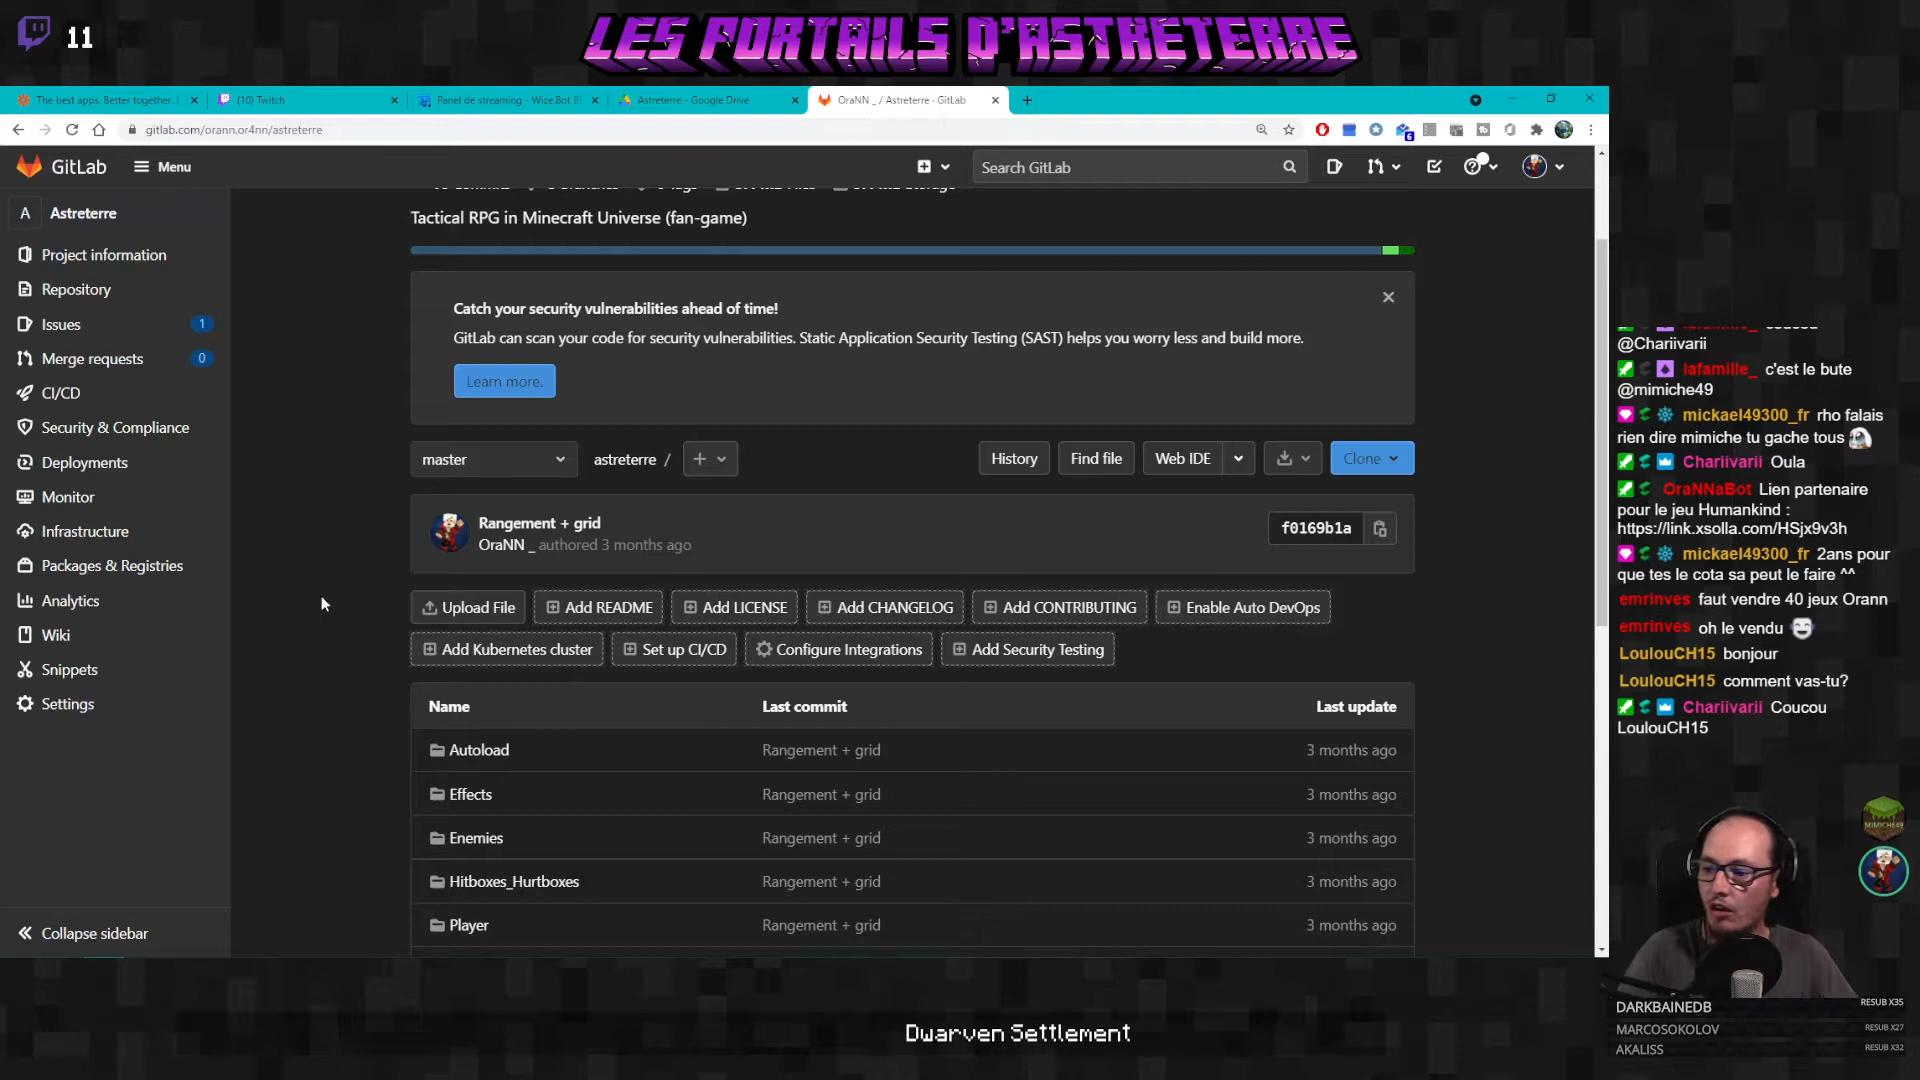 11
LES PORTAILS D'ASTRETERRE
The best apps. Better together. |
(10) Twitch
Panel de streaming - Wize.Bot B
Astreterre - Google Drive
OraNN _ / Astreterre · GitLab
gitlab.com/orann.or4nn/astreterre
6
GitLab
Menu
Search GitLab
A Astreterre
Project information
Repository
Issues 1
Merge requests 0
CI/CD
Security & Compliance
Deployments
Monitor
Infrastructure
Packages & Registries
Analytics
Wiki
Snippets
Settings
Collapse sidebar
Tactical RPG in Minecraft Universe (fan-game)
Catch your security vulnerabilities ahead of time!
GitLab can scan your code for security vulnerabilities. Static Application Security Testing (SAST) helps you worry less and build more.
Learn more.
master astreterre / + History Find file Web IDE Clone
Rangement + grid
OraNN _ authored 3 months ago
f0169b1a
Upload File Add README Add LICENSE Add CHANGELOG Add CONTRIBUTING Enable Auto DevOps
Add Kubernetes cluster Set up CI/CD Configure Integrations Add Security Testing
Name Last commit Last update
Autoload Rangement + grid 3 months ago
Effects Rangement + grid 3 months ago
Enemies Rangement + grid 3 months ago
Hitboxes_Hurtboxes Rangement + grid 3 months ago
Player Rangement + grid 3 months ago
@Chariivarii
lafamille_ c'est le bute
@mimiche49
mickael49300_fr rho falais
rien dire mimiche tu gache tous
Chariivarii Oula
OraNNaBot Lien partenaire
pour le jeu Humankind :
https://link.xsolla.com/HSjx9v3h
mickael49300_fr 2ans pour
que tes le cota sa peut le faire ^^
emrinves faut vendre 40 jeux Orann
emrinves oh le vendu
LoulouCH15 bonjour
LoulouCH15 comment vas-tu?
Chariivarii Coucou
LoulouCH15
MIMICHE49
DARKBAINEDB RESUB X35
MARCOSOKOLOV RESUB X27
AKALISS RESUB X32
Dwarven Settlement